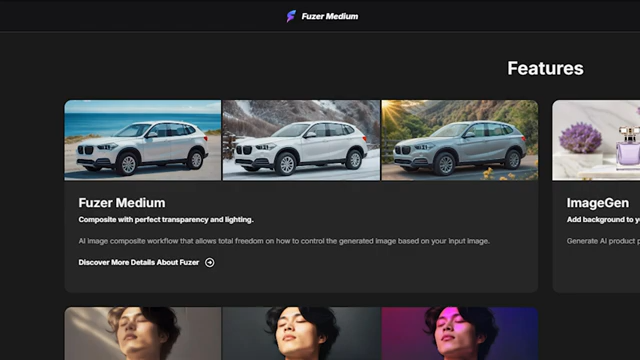 Fuzer Medium
Features
Fuzer Medium
Composite with perfect transparency and lighting.
AI image composite workflow that allows total freedom on how to control the generated image based on your input image.
Discover More Details About Fuzer
ImageGen
Add background to
Generate AI product